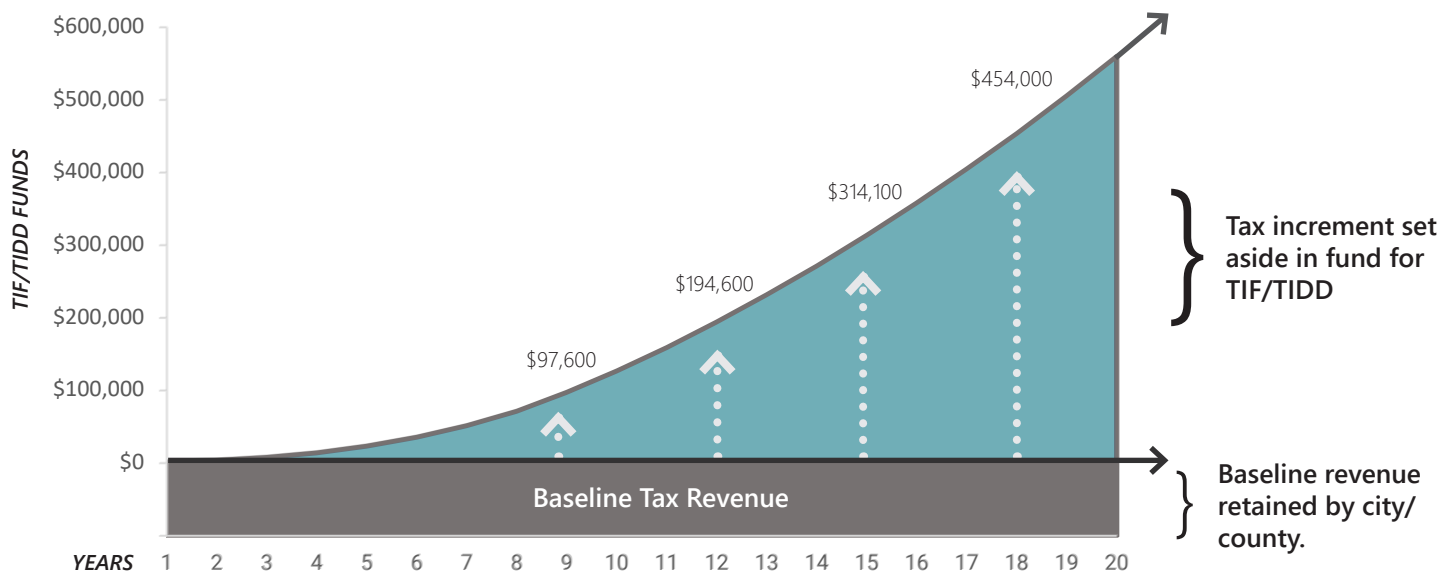 $600,000
$500,000
$400,000
$300,000
$200,000
$100,000
$0
TIF/TIDD FUNDS
$97,600
$194,600
$314,100
$454,000
Tax increment set
aside in fund for
TIF/TIDD
Baseline Tax Revenue
Baseline revenue
retained by city/
county.
YEARS 1 2 3 4 5 6 7 8 9 10 11 12 13 14 15 16 17 18 19 20